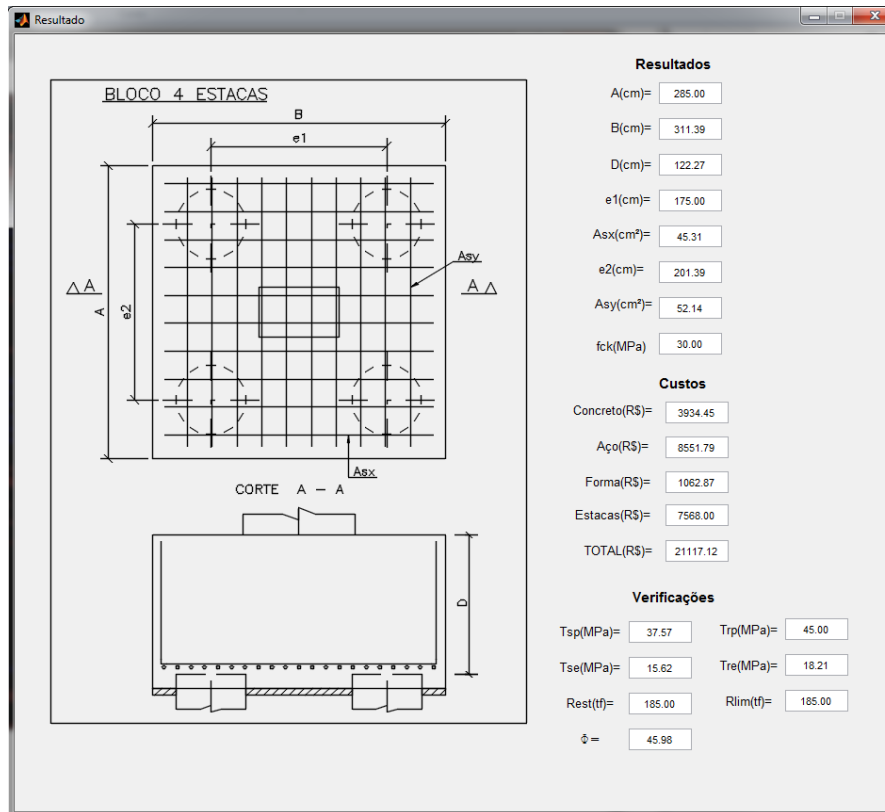 Resultado
BLOCO 4 ESTACAS
B
e1
Asy
A
A
A
e2
Asx
CORTE A - A
D
Resultados
A(cm)= 285.00
B(cm)= 311.39
D(cm)= 122.27
e1(cm)= 175.00
Asx(cm²)= 45.31
e2(cm)= 201.39
Asy(cm²)= 52.14
fck(MPa) 30.00
Custos
Concreto(R$)= 3934.45
Aço(R$)= 8551.79
Forma(R$)= 1062.87
Estacas(R$)= 7568.00
TOTAL(R$)= 21117.12
Verificações
Tsp(MPa)= 37.57 Trp(MPa)= 45.00
Tse(MPa)= 15.62 Tre(MPa)= 18.21
Rest(tf)= 185.00 Rlim(tf)= 185.00
Φ = 45.98